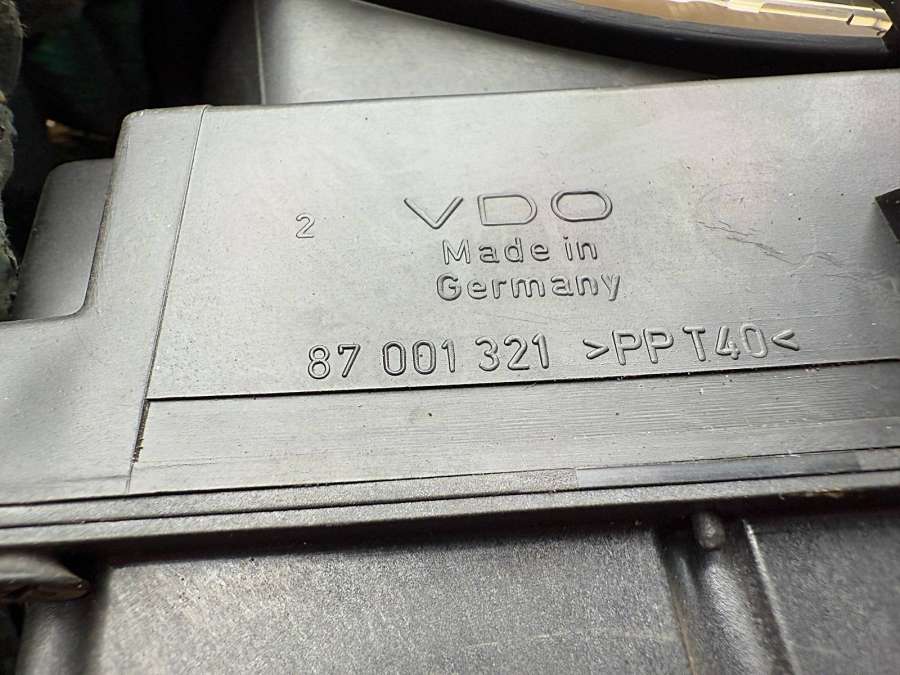 2
VDO
Made in
Germany
87 001 321 >PP T40<